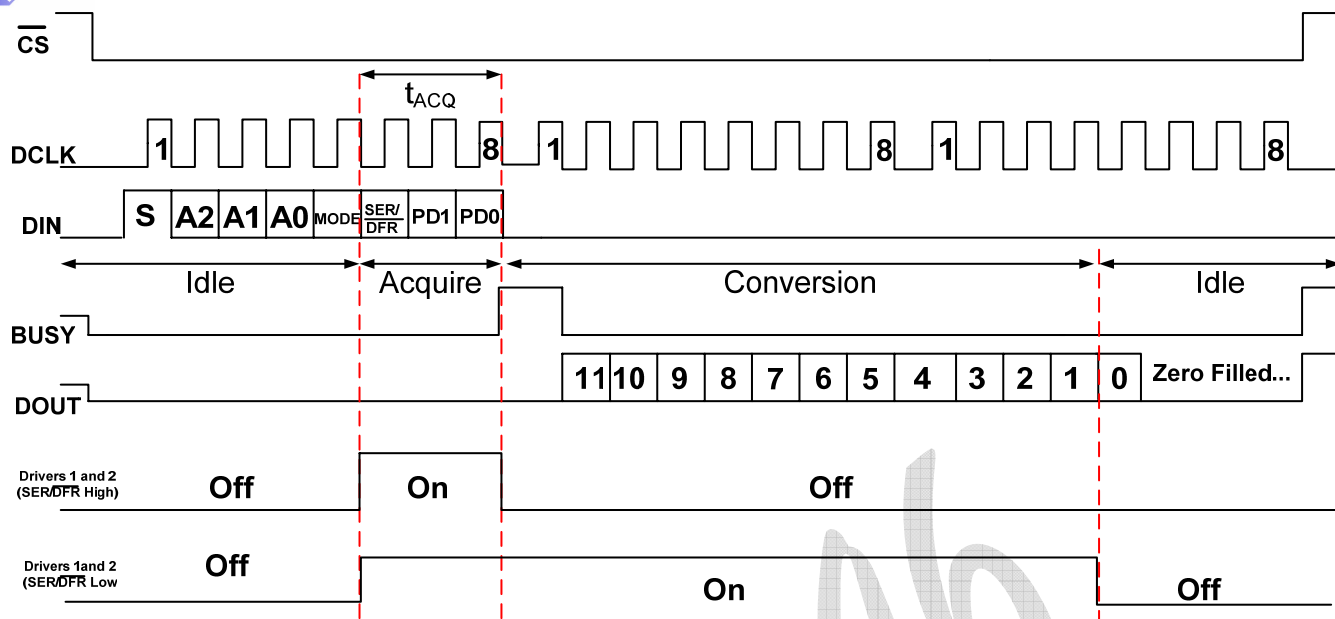 CS
tACQ
DCLK 1 8 1 8 1 8
DIN S A2 A1 A0 MODE SER/DFR PD1 PD0
Idle Acquire Conversion Idle
BUSY
DOUT 11 10 9 8 7 6 5 4 3 2 1 0 Zero Filled...
Drivers 1 and 2
(SER/DFR High)
Off On Off
Drivers 1and 2
(SER/DFR Low
Off On Off